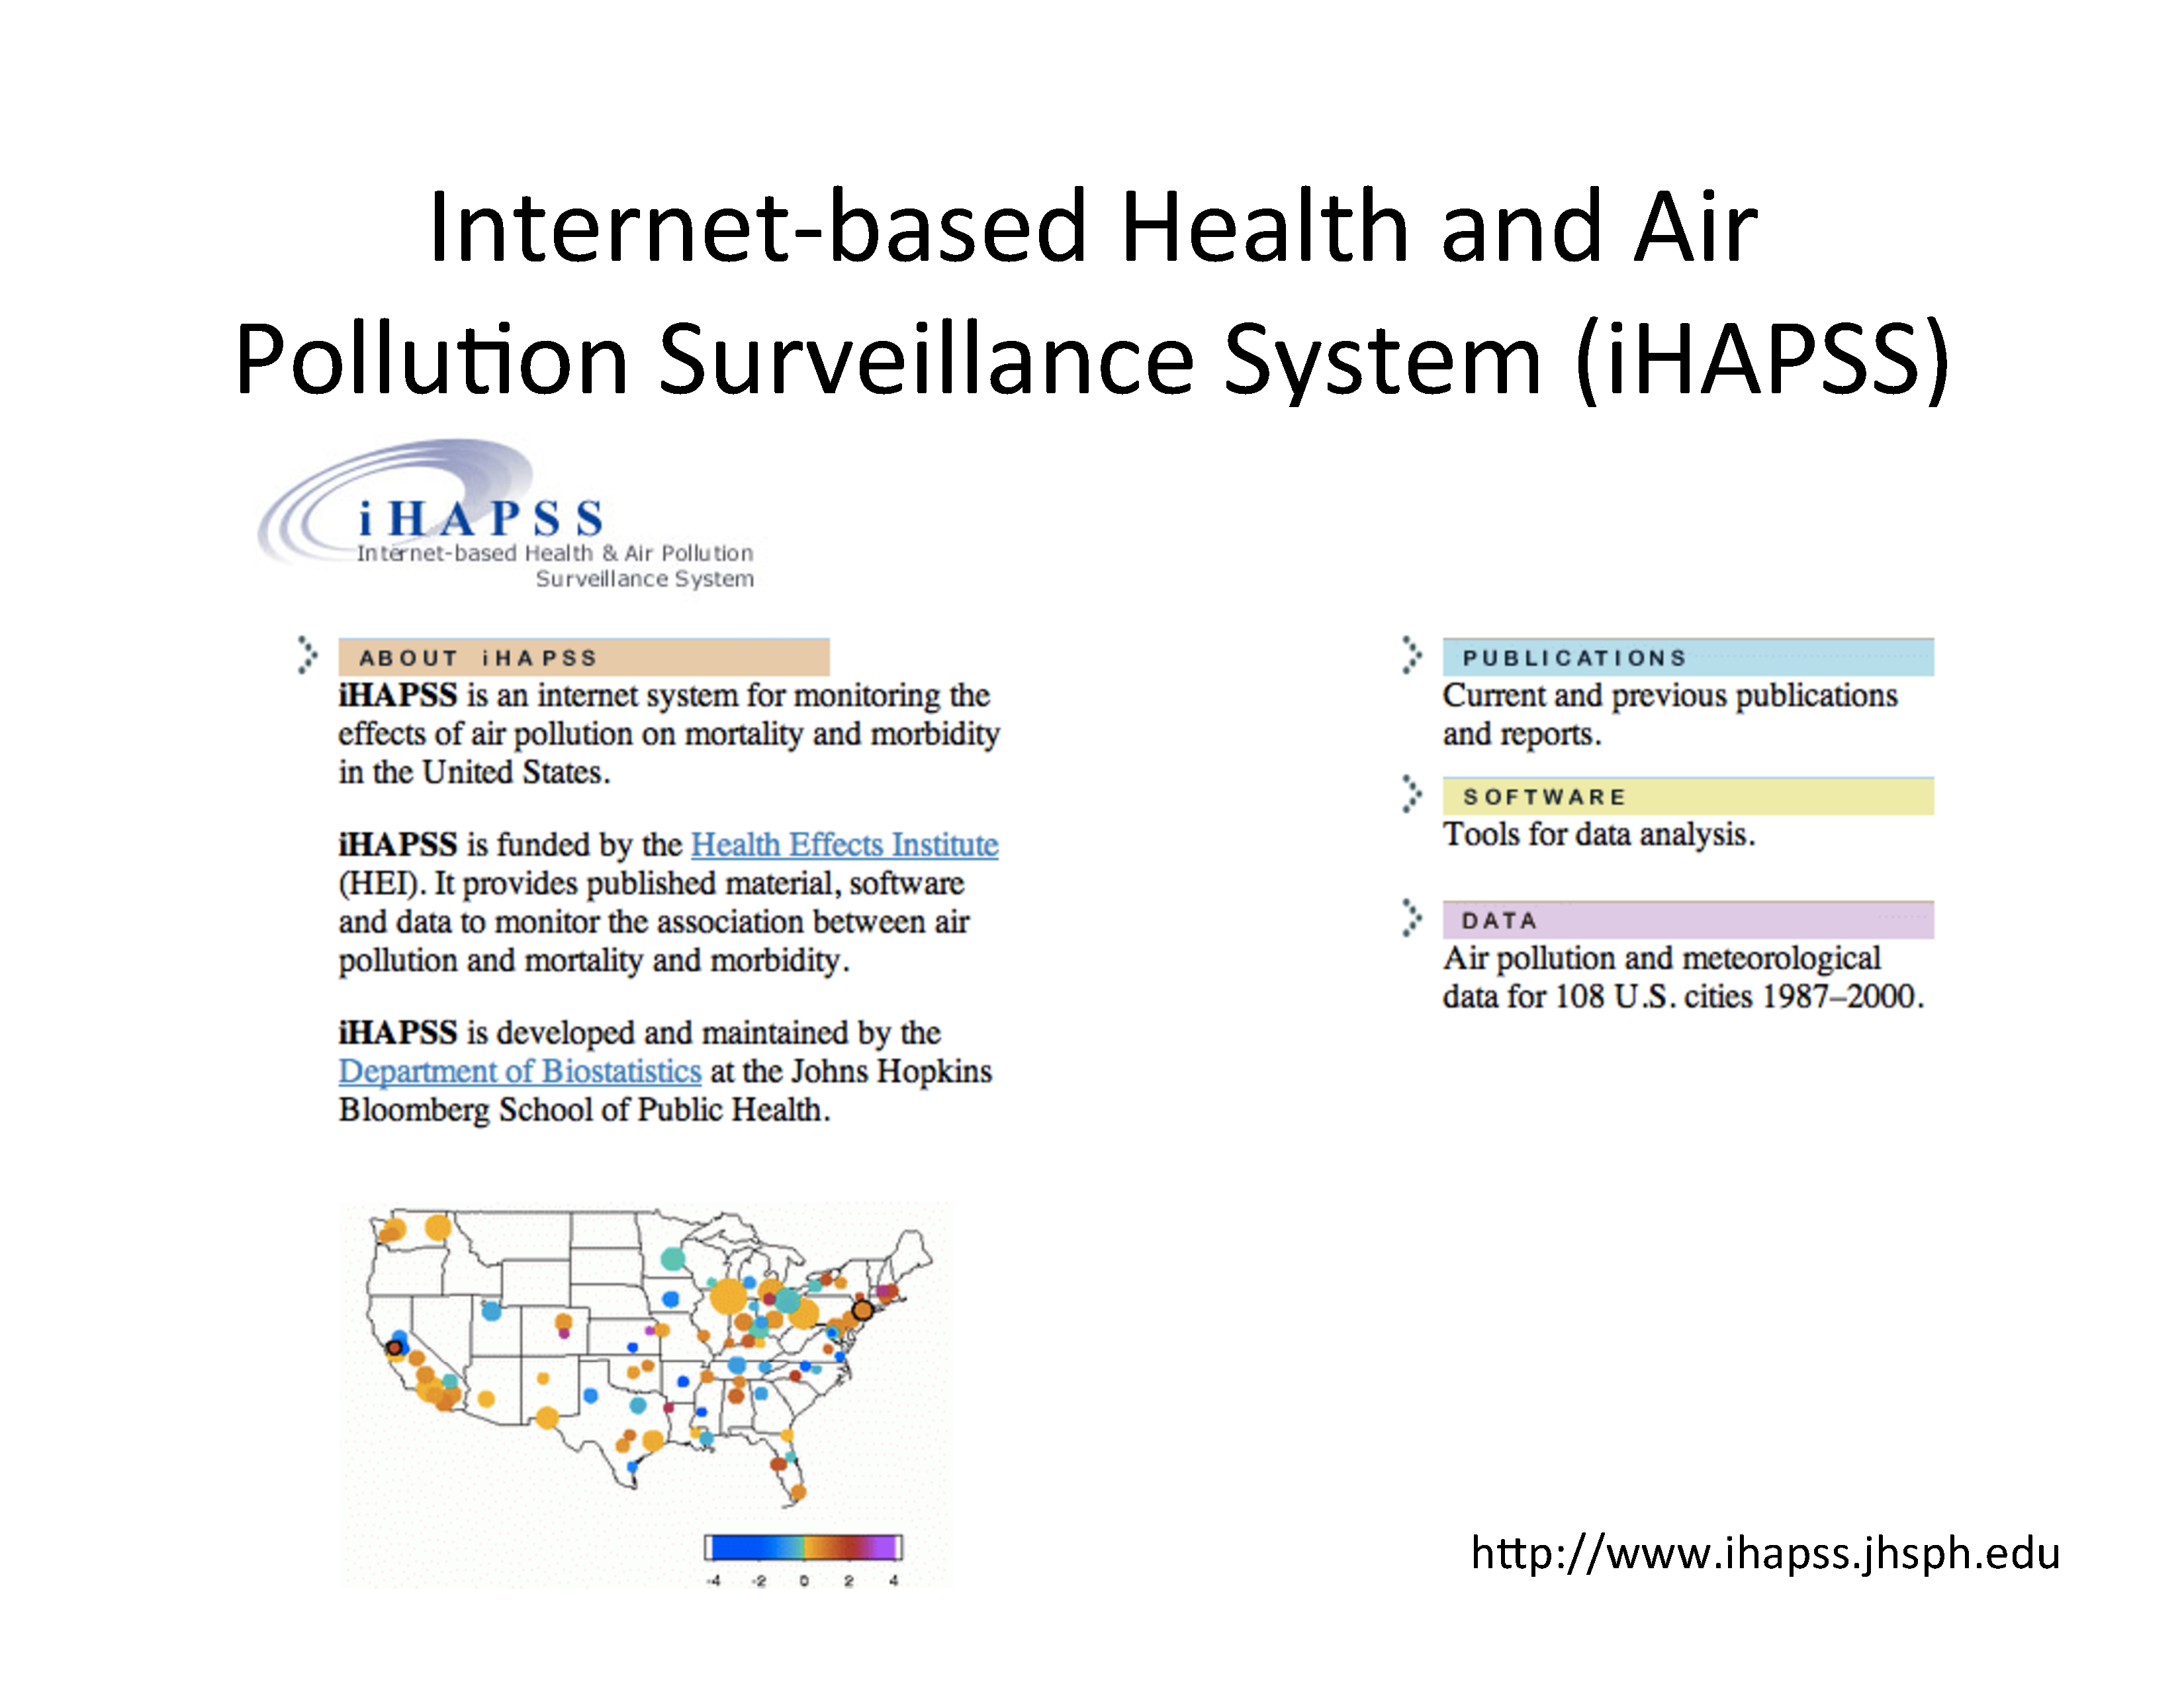 Internet-based Health and Air
Pollution Surveillance System (iHAPSS)
iHAPSS
Internet-based Health & Air Pollution
Surveillance System
ABOUT iHAPSS
iHAPSS is an internet system for monitoring the
effects of air pollution on mortality and morbidity
in the United States.
iHAPSS is funded by the Health Effects Institute
(HEI). It provides published material, software
and data to monitor the association between air
pollution and mortality and morbidity.
iHAPSS is developed and maintained by the
Department of Biostatistics at the Johns Hopkins
Bloomberg School of Public Health.
PUBLICATIONS
Current and previous publications
and reports.
SOFTWARE
Tools for data analysis.
DATA
Air pollution and meteorological
data for 108 U.S. cities 1987–2000.
-4 -2 0 2 4
http://www.ihapss.jhsph.edu